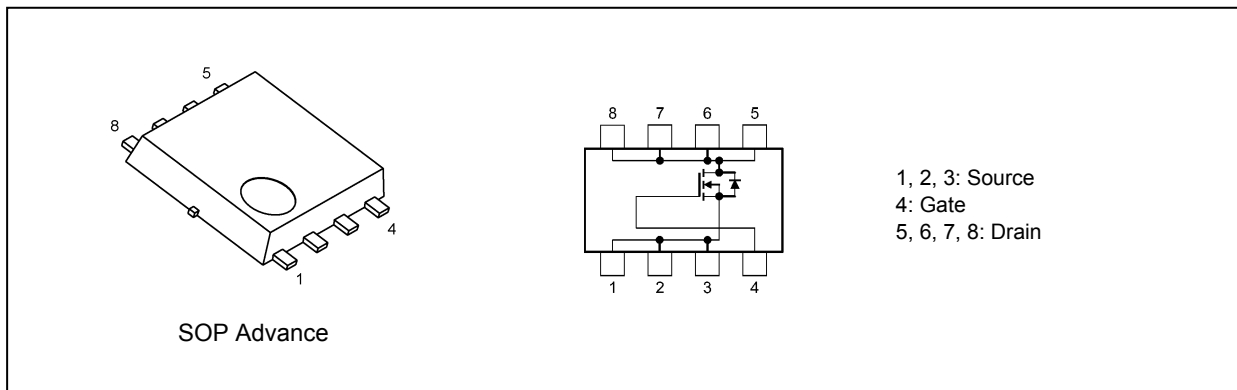 5
8
4
1
SOP Advance
8 7 6 5
1 2 3 4
1, 2, 3: Source
4: Gate
5, 6, 7, 8: Drain